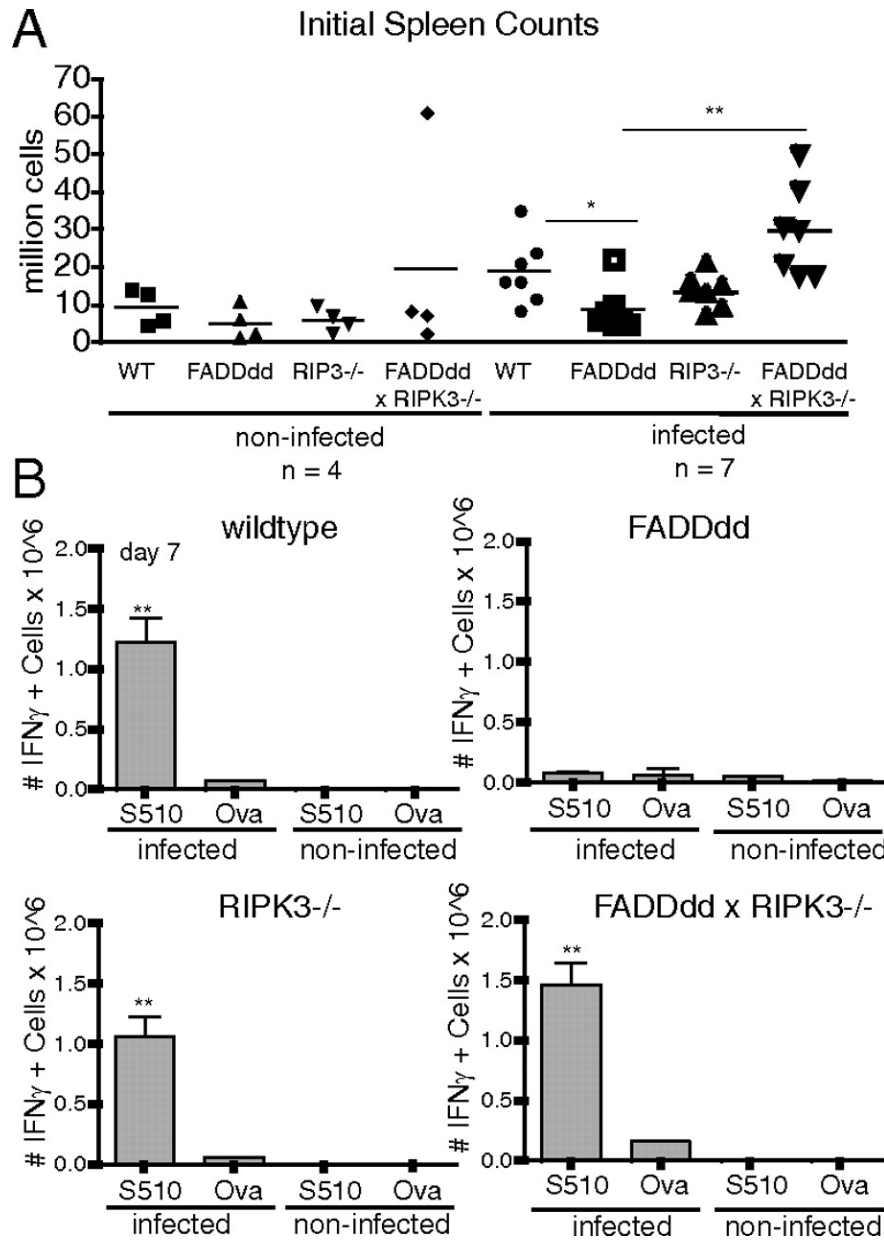 A
Initial Spleen Counts
million cells
70
60
50
40
30
20
10
0
*
**
WT FADDdd RIP3-/- FADDdd x RIPK3-/- WT FADDdd RIP3-/- FADDdd x RIPK3-/-
non-infected infected
n = 4 n = 7
B
wildtype
day 7
# IFNγ + Cells x 10^6
2.0
1.5
1.0
0.5
0.0
**
S510 Ova S510 Ova
infected non-infected
FADDdd
# IFNγ + Cells x 10^6
2.0
1.5
1.0
0.5
0.0
S510 Ova S510 Ova
infected non-infected
RIPK3-/-
# IFNγ + Cells x 10^6
2.0
1.5
1.0
0.5
0.0
**
S510 Ova S510 Ova
infected non-infected
FADDdd x RIPK3-/-
# IFNγ + Cells x 10^6
2.0
1.5
1.0
0.5
0.0
**
S510 Ova S510 Ova
infected non-infected